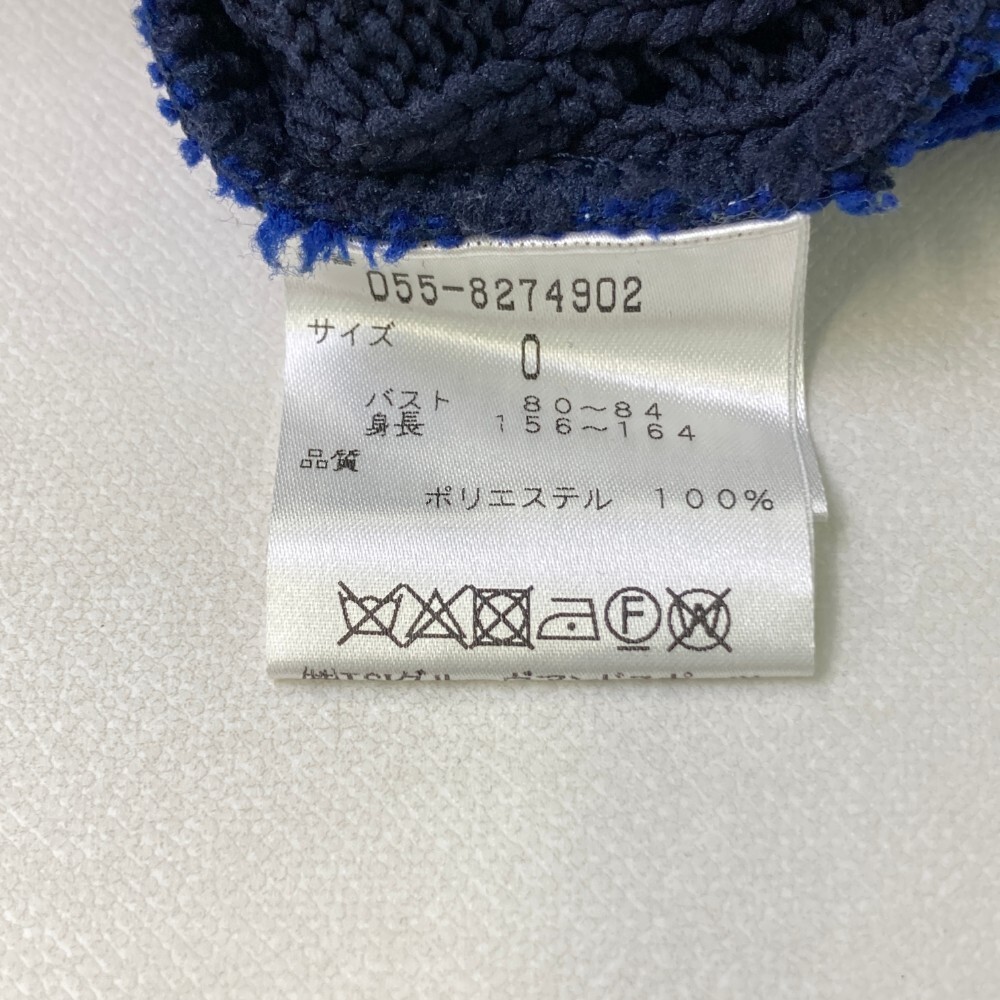 055-8274902
サイズ
0
バスト 80～84
身長 156～164
品質
ポリエステル 100%
F W